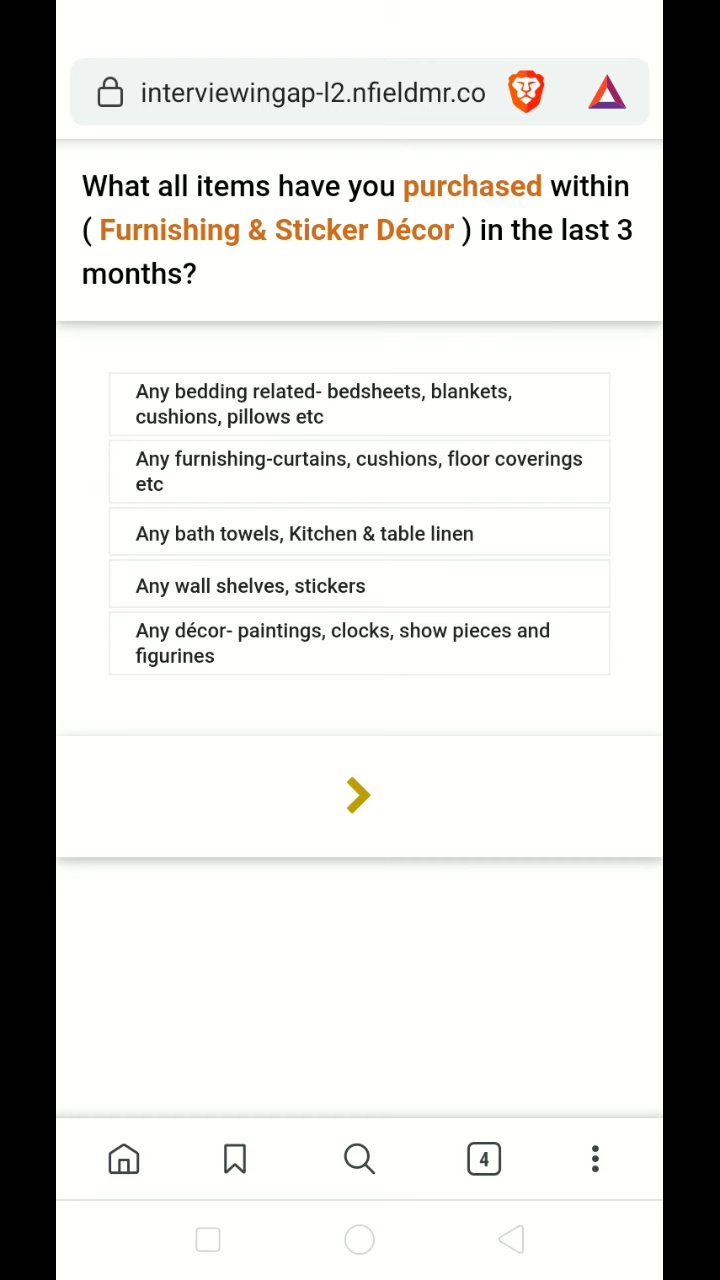 interviewingap-l2.nfieldmr.co
What all items have you purchased within
( Furnishing & Sticker Décor ) in the last 3
months?
Any bedding related- bedsheets, blankets,
cushions, pillows etc
Any furnishing-curtains, cushions, floor coverings
etc
Any bath towels, Kitchen & table linen
Any wall shelves, stickers
Any décor- paintings, clocks, show pieces and
figurines
4